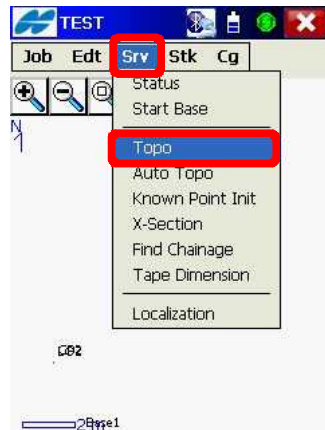 TEST
Job Edt Srv Stk Cg
Status
Start Base
N
Topo
Auto Topo
Known Point Init
X-Section
Find Chainage
Tape Dimension
Localization
Base1